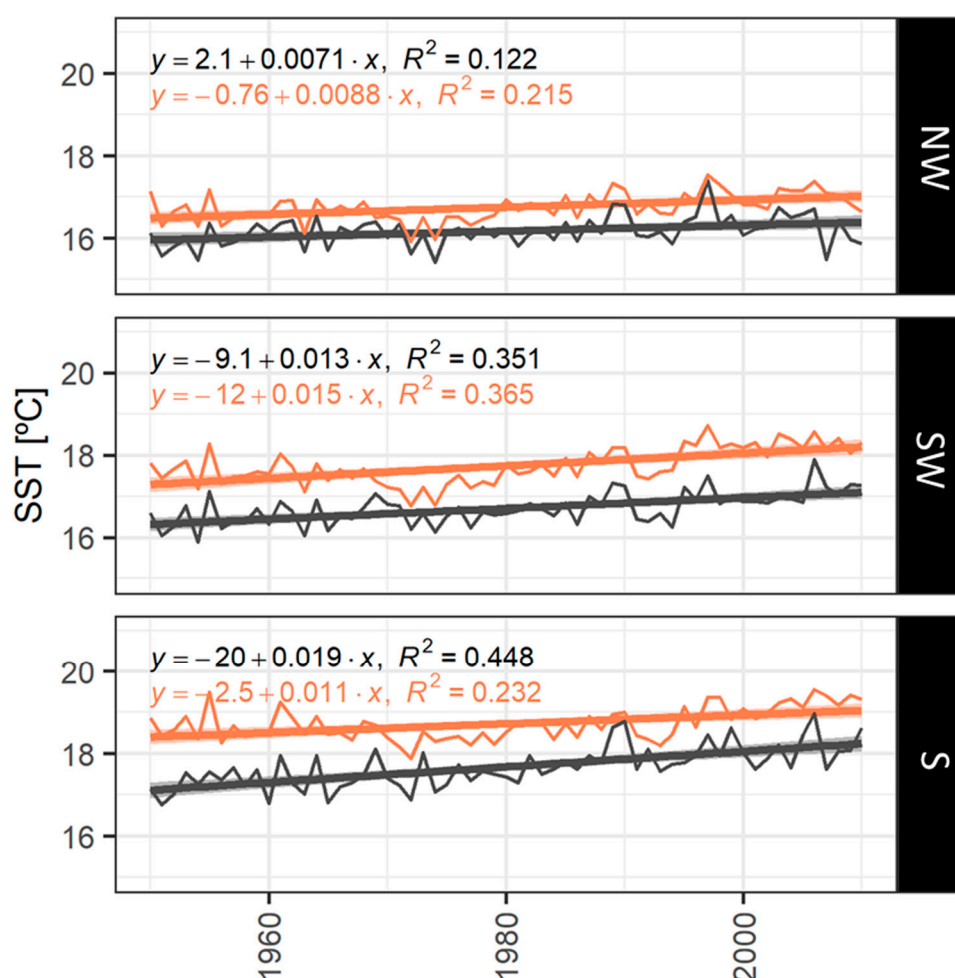 y = 2.1 + 0.0071 · x, R² = 0.122
y = − 0.76 + 0.0088 · x, R² = 0.215
20
18
16
NW
y = − 9.1 + 0.013 · x, R² = 0.351
y = − 12 + 0.015 · x, R² = 0.365
20
18
16
SW
SST [ºC]
y = − 20 + 0.019 · x, R² = 0.448
y = − 2.5 + 0.011 · x, R² = 0.232
20
18
16
S
1960
1980
2000